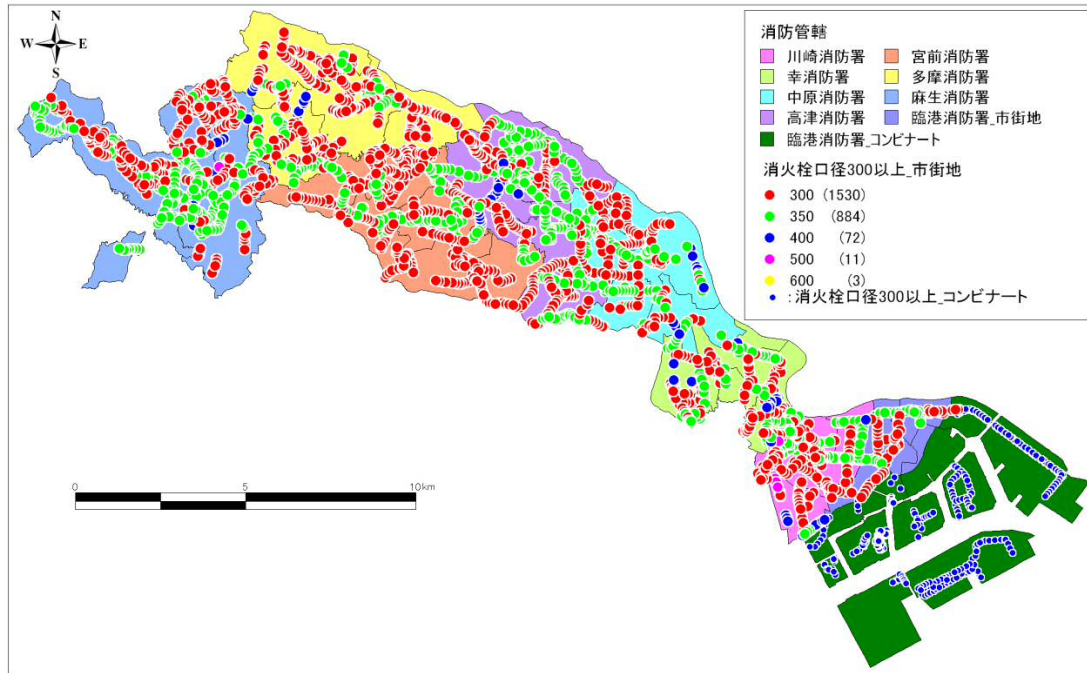 N
W E
S
消防管轄
川崎消防署 宮前消防署
幸消防署 多摩消防署
中原消防署 麻生消防署
高津消防署 臨港消防署_市街地
臨港消防署_コンビナート
消火栓口径300以上_市街地
300 (1530)
350 (884)
400 (72)
500 (11)
600 (3)
:消火栓口径300以上_コンビナート
0 5 10km